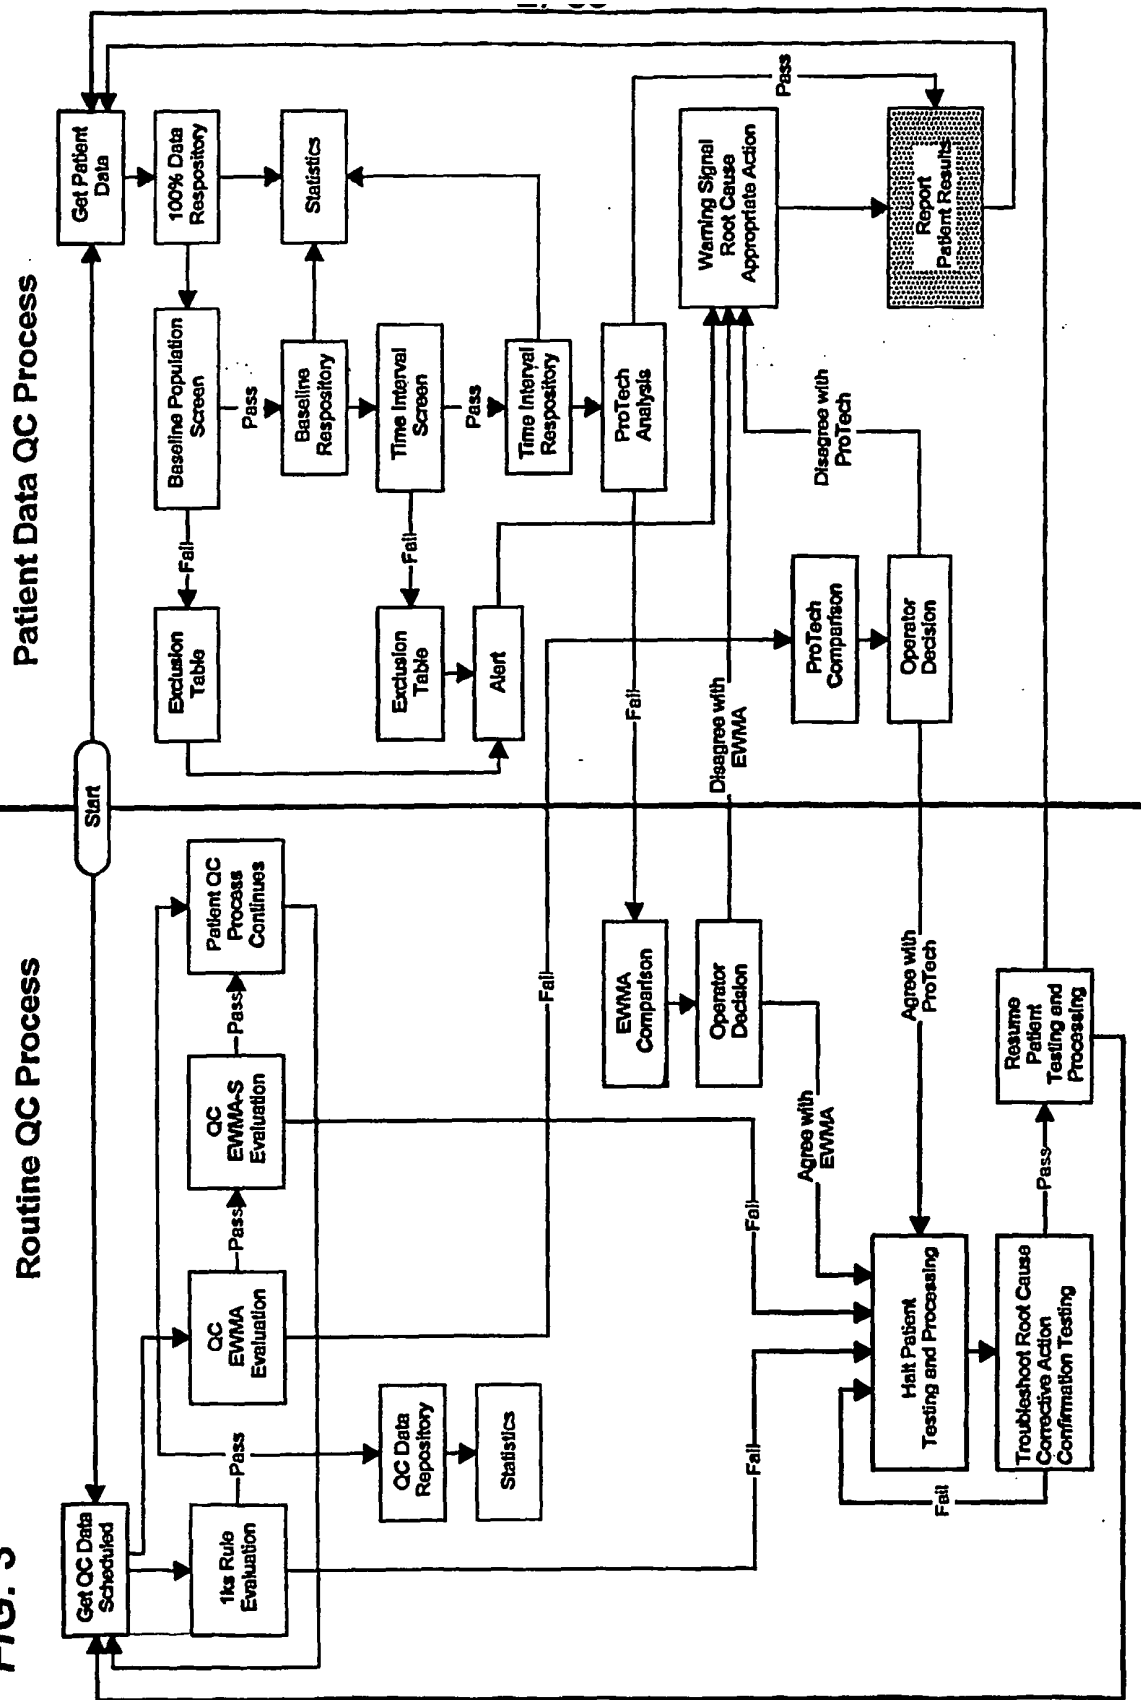 FIG. 3
Routine QC Process
Patient Data QC Process
Start
Get QC Data
Scheduled
1ks Rule
Evaluation
Pass
QC
EWMA
Evaluation
Pass
QC
EWMA-S
Evaluation
Pass
Patient QC
Process
Continues
QC Data
Repository
Statistics
Fail
Fail
Fail
EWMA
Comparison
Operator
Decision
Agree with
EWMA
Disagree with
EWMA
Halt Patient
Testing and Processing
Troubleshoot Root Cause
Corrective Action
Confirmation Testing
Fail
Pass
Resume
Patient
Testing and
Processing
Agree with
ProTech
Get Patient
Data
100% Data
Respository
Statistics
Baseline Population
Screen
Fail
Exclusion
Table
Pass
Baseline
Respository
Time Interval
Screen
Fail
Exclusion
Table
Alert
Pass
Time Interval
Respository
ProTech
Analysis
Fail
Pass
ProTech
Comparison
Operator
Decision
Disagree with
ProTech
Warning Signal
Root Cause
Appropriate Action
Report
Patient Results